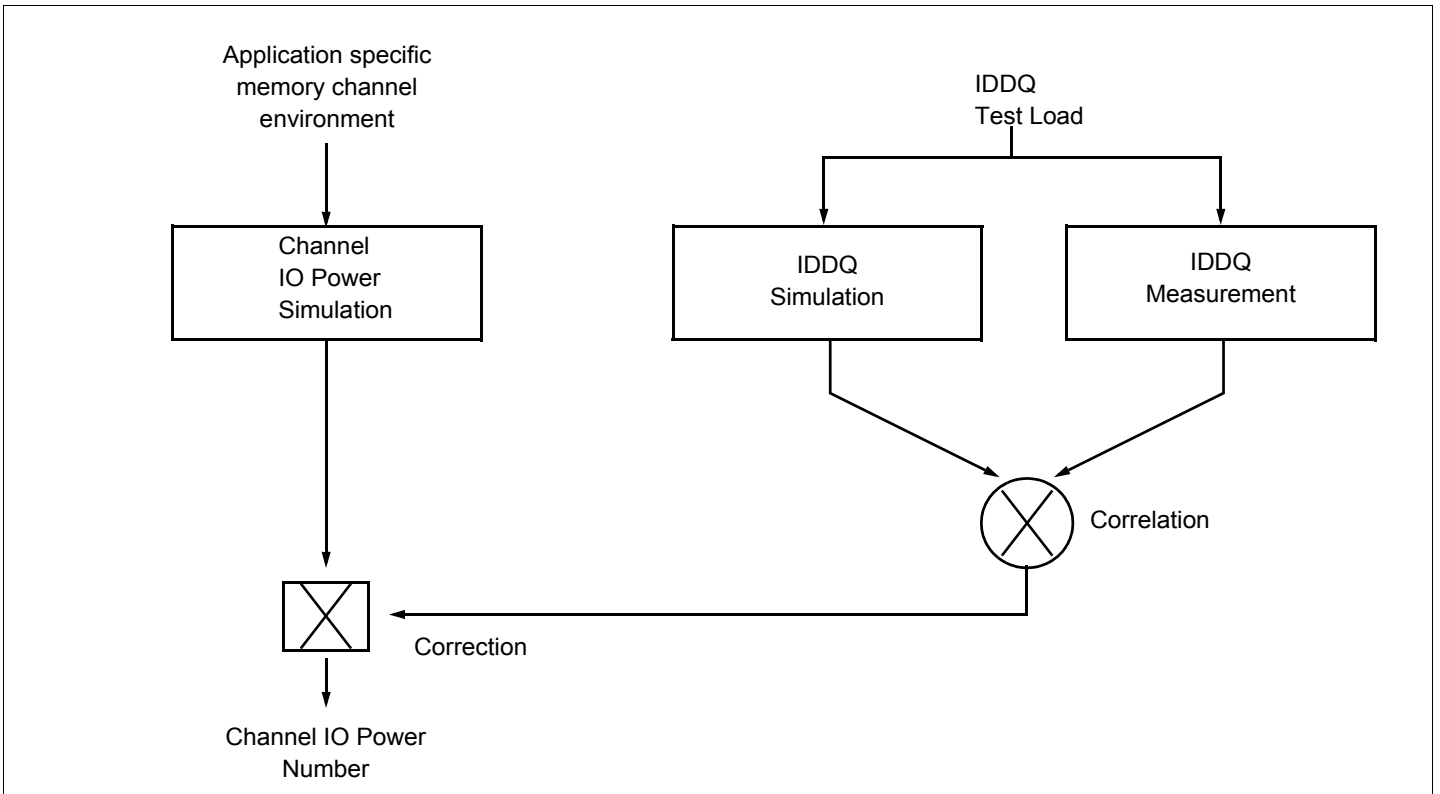 Application specific
memory channel
environment
IDDQ
Test Load
Channel
IO Power
Simulation
IDDQ
Simulation
IDDQ
Measurement
Correlation
Correction
Channel IO Power
Number